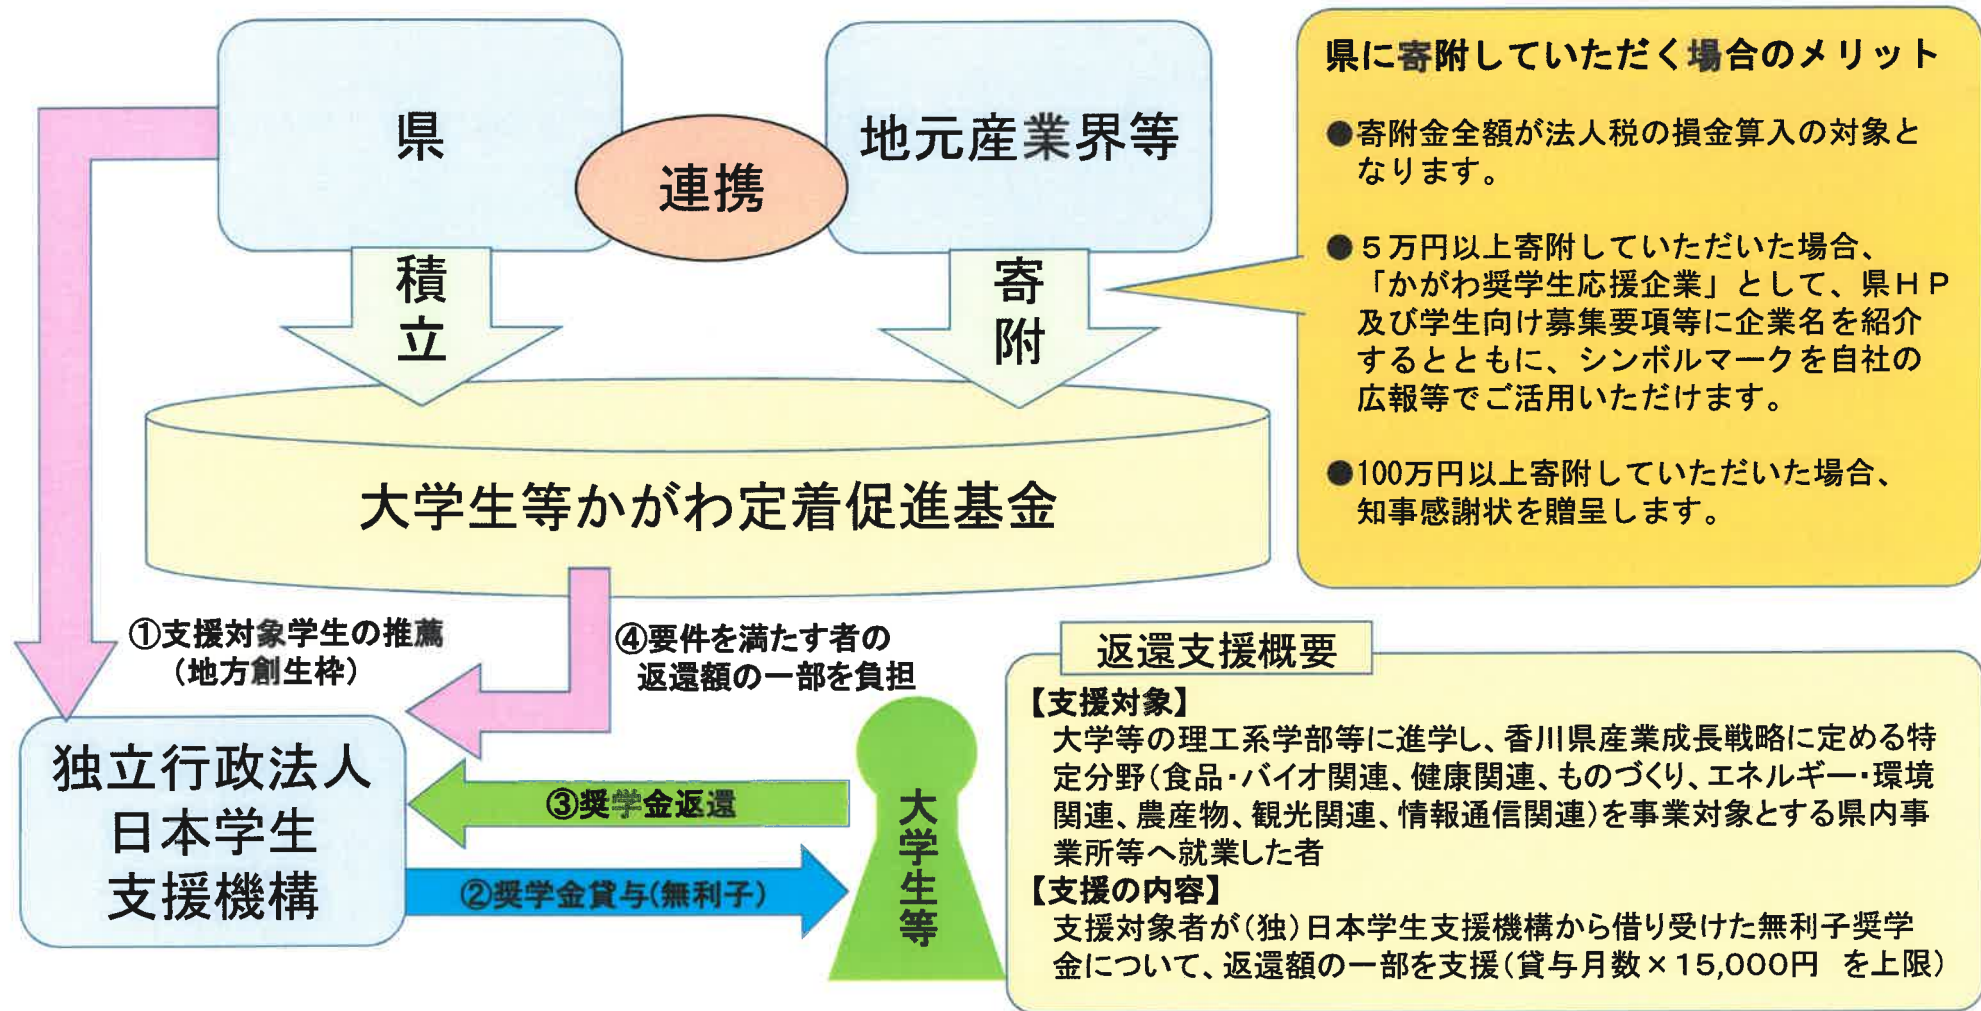 県
連携
地元産業界等
積立
寄附
県に寄附していただく場合のメリット
●寄附金全額が法人税の損金算入の対象と
なります。
●５万円以上寄附していただいた場合、
「かがわ奨学生応援企業」として、県ＨＰ
及び学生向け募集要項等に企業名を紹介
するとともに、シンボルマークを自社の
広報等でご活用いただけます。
●100万円以上寄附していただいた場合、
知事感謝状を贈呈します。
大学生等かがわ定着促進基金
①支援対象学生の推薦
（地方創生枠）
④要件を満たす者の
返還額の一部を負担
独立行政法人
日本学生
支援機構
③奨学金返還
②奨学金貸与(無利子)
大学生等
返還支援概要
【支援対象】
大学等の理工系学部等に進学し、香川県産業成長戦略に定める特
定分野（食品・バイオ関連、健康関連、ものづくり、エネルギー・環境
関連、農産物、観光関連、情報通信関連）を事業対象とする県内事
業所等へ就業した者
【支援の内容】
支援対象者が（独）日本学生支援機構から借り受けた無利子奨学
金について、返還額の一部を支援（貸与月数×15,000円 を上限）